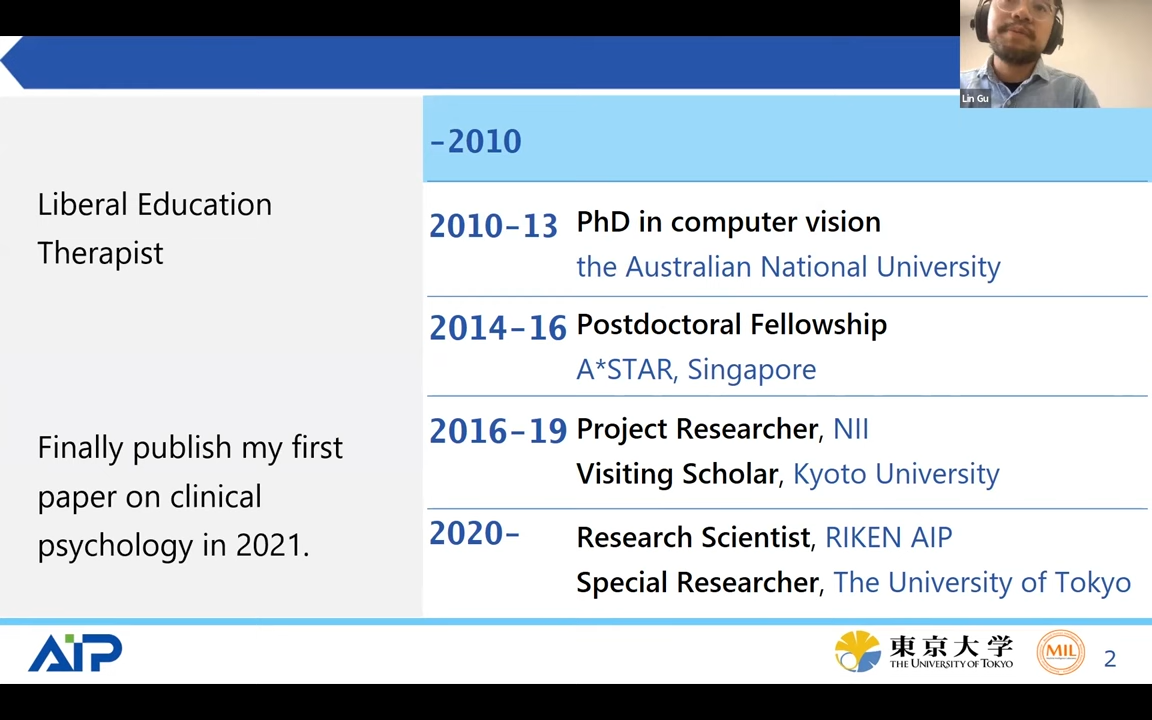 Lin Gu
-2010
Liberal Education
Therapist
2010-13 PhD in computer vision
the Australian National University
2014-16 Postdoctoral Fellowship
A*STAR, Singapore
Finally publish my first
paper on clinical
psychology in 2021.
2016-19 Project Researcher, NII
Visiting Scholar, Kyoto University
2020- Research Scientist, RIKEN AIP
Special Researcher, The University of Tokyo
AIP
東京大学
THE UNIVERSITY OF TOKYO
MIL
2